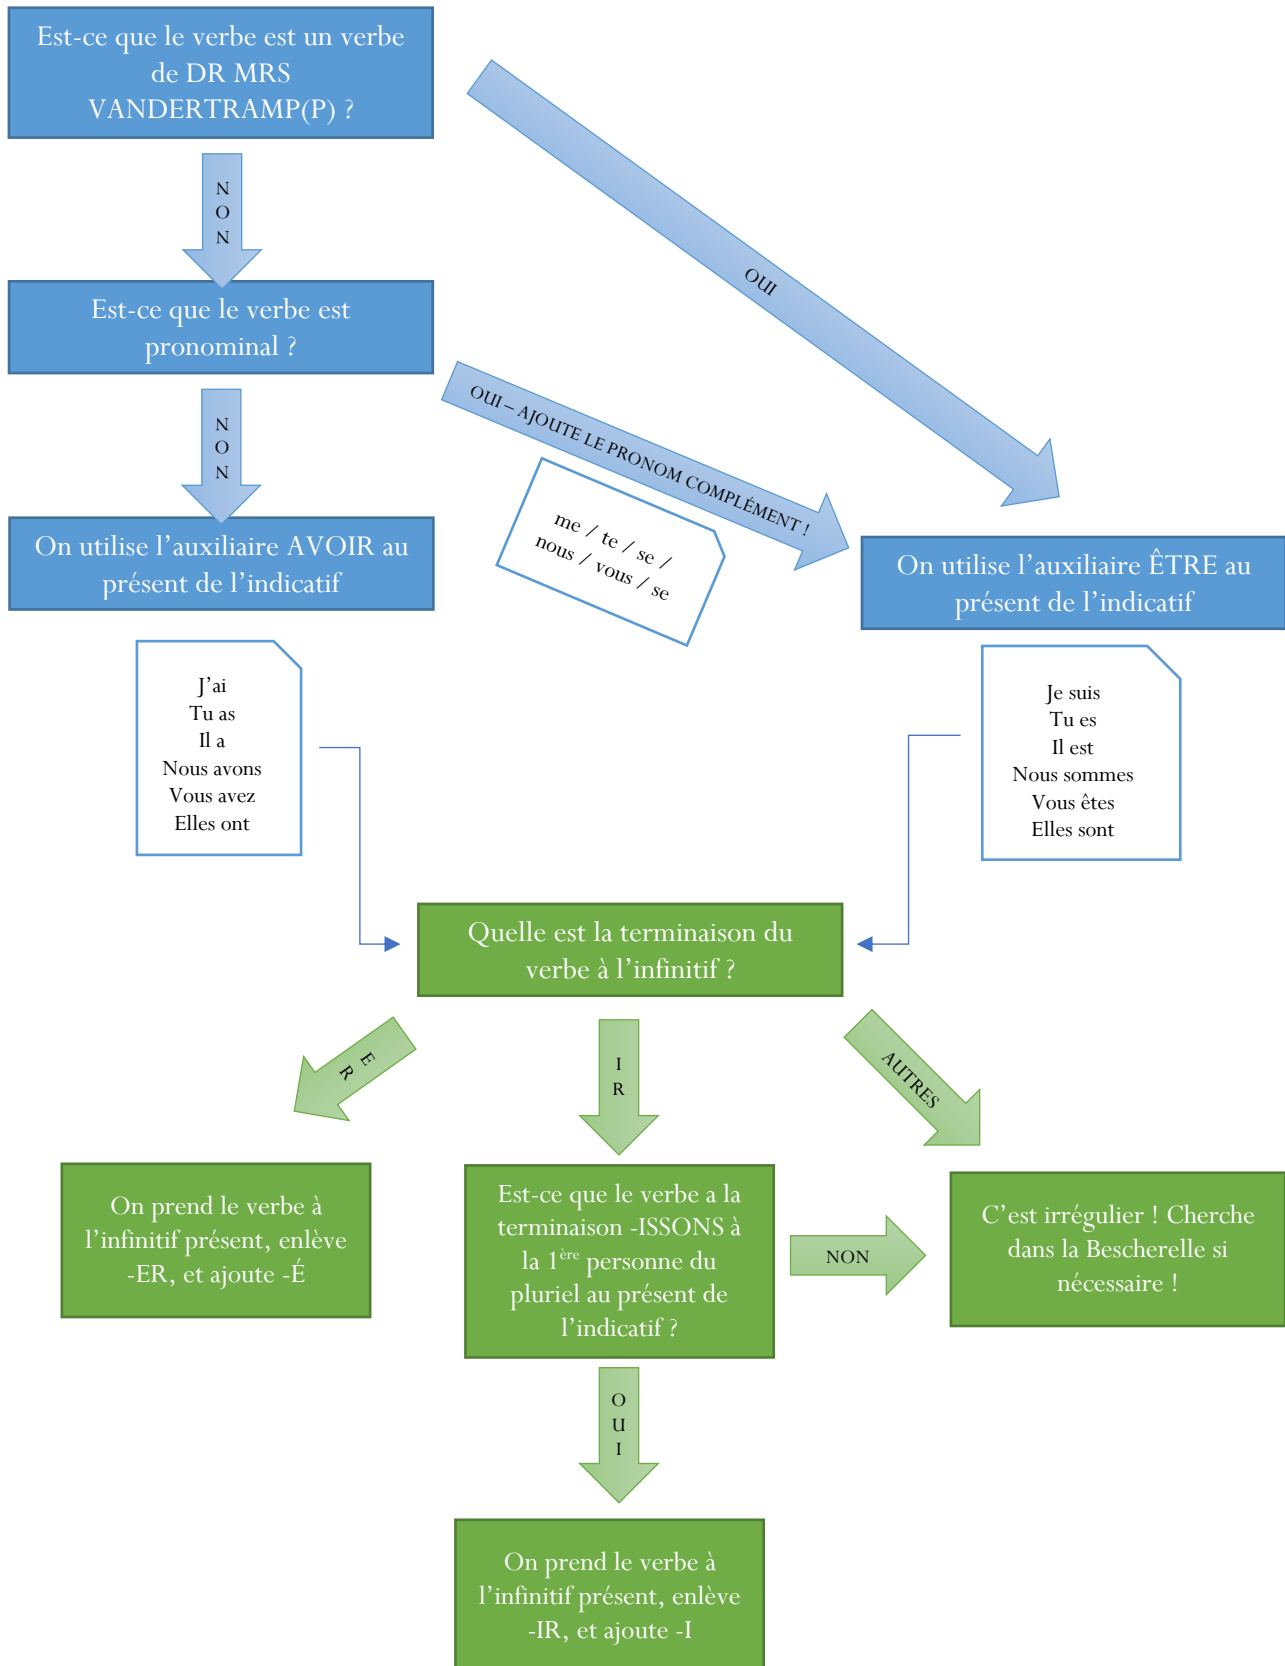 Est-ce que le verbe est un verbe
de DR MRS
VANDERTRAMP(P) ?
N
O
N
OUI
Est-ce que le verbe est
pronominal ?
N
O
N
OUI – AJOUTE LE PRONOM COMPLÉMENT !
me / te / se /
nous / vous / se
On utilise l’auxiliaire AVOIR au
présent de l’indicatif
On utilise l’auxiliaire ÊTRE au
présent de l’indicatif
J’ai
Tu as
Il a
Nous avons
Vous avez
Elles ont
Je suis
Tu es
Il est
Nous sommes
Vous êtes
Elles sont
Quelle est la terminaison du
verbe à l’infinitif ?
E
R
I
R
AUTRES
On prend le verbe à
l’infinitif présent, enlève
-ER, et ajoute -É
Est-ce que le verbe a la
terminaison -ISSONS à
la 1ère personne du
pluriel au présent de
l’indicatif ?
NON
C’est irrégulier ! Cherche
dans la Bescherelle si
nécessaire !
O
U
I
On prend le verbe à
l’infinitif présent, enlève
-IR, et ajoute -I